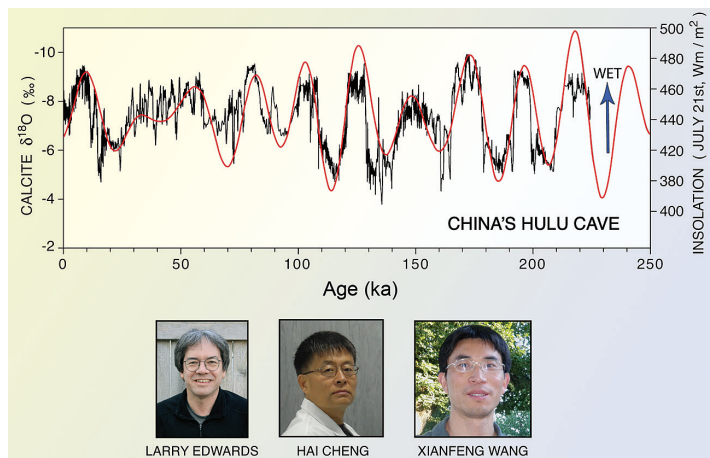 -10
-8
-6
-4
-2
CALCITE δ¹⁸O (‰)
500
480
460
440
420
380
400
INSOLATION ( JULY 21st, Wm / m²)
WET
CHINA'S HULU CAVE
0 50 100 150 200 250
Age (ka)
LARRY EDWARDS HAI CHENG XIANFENG WANG